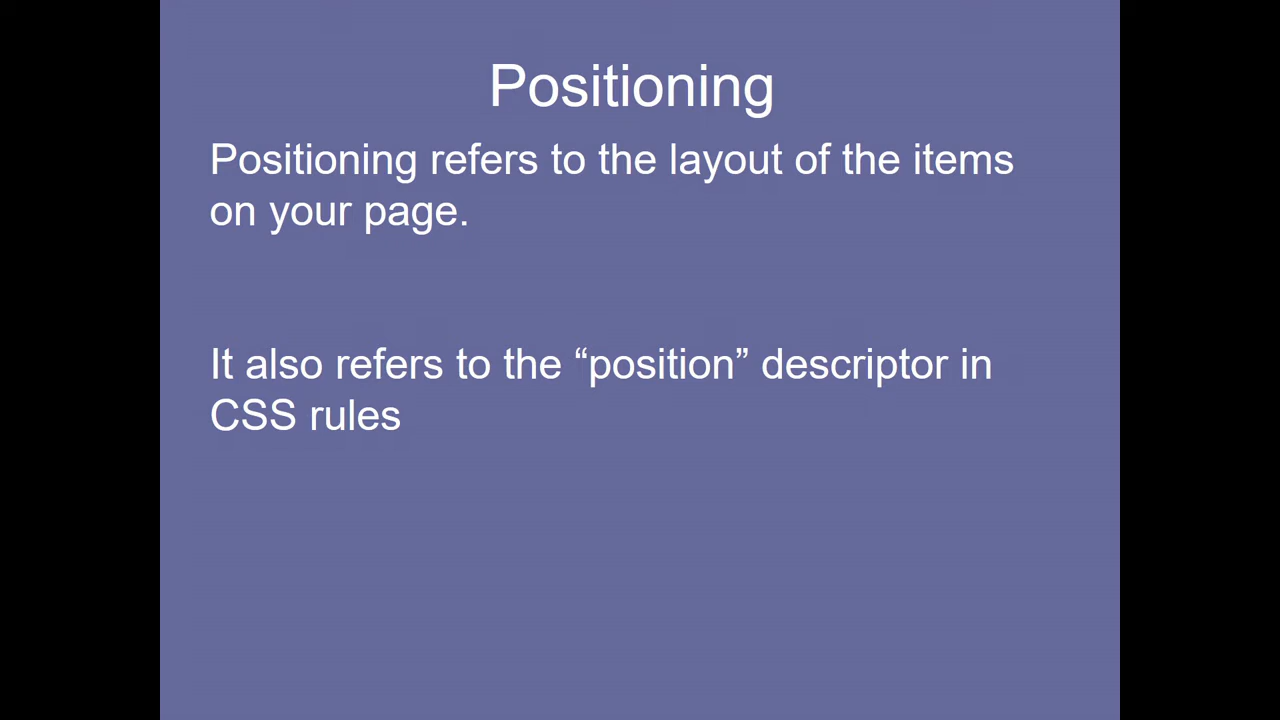 Positioning
Positioning refers to the layout of the items
on your page.
It also refers to the “position” descriptor in
CSS rules